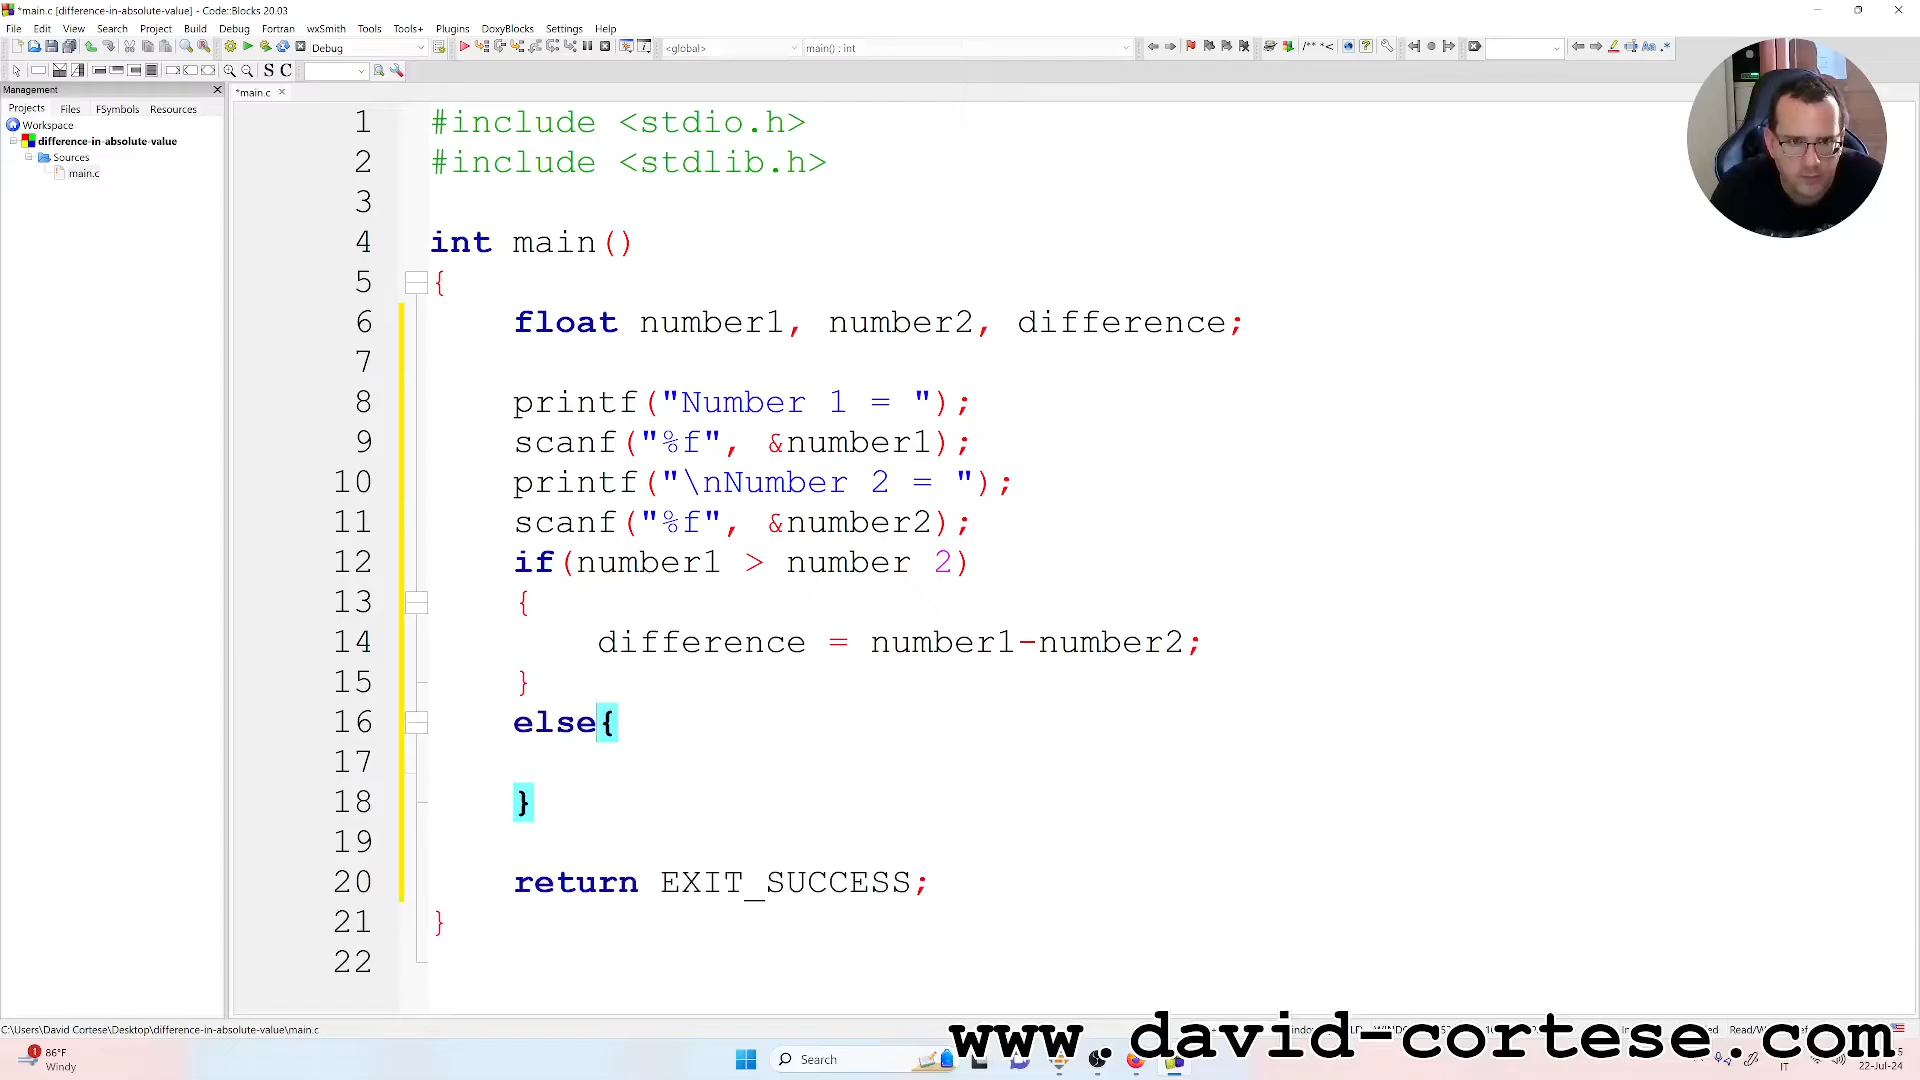 *main.c [difference-in-absolute-value] - Code::Blocks 20.03
File Edit View Search Project Build Debug Fortran wxSmith Tools Tools+ Plugins DoxyBlocks Settings Help
Debug
<global>
main() : int
/** *<
S C
Management
Projects Files FSymbols Resources
Workspace
difference-in-absolute-value
Sources
main.c
*main.c
1 #include <stdio.h>
2 #include <stdlib.h>
3
4 int main()
5 {
6 float number1, number2, difference;
7
8 printf("Number 1 = ");
9 scanf("%f", &number1);
10 printf("\nNumber 2 = ");
11 scanf("%f", &number2);
12 if(number1 > number 2)
13 {
14 difference = number1-number2;
15 }
16 else{
17
18 }
19
20 return EXIT_SUCCESS;
21 }
22
C:\Users\David Cortese\Desktop\difference-in-absolute-value\main.c
www.david-cortese.com
1
86°F
Windy
Search
IT
22-Jul-24